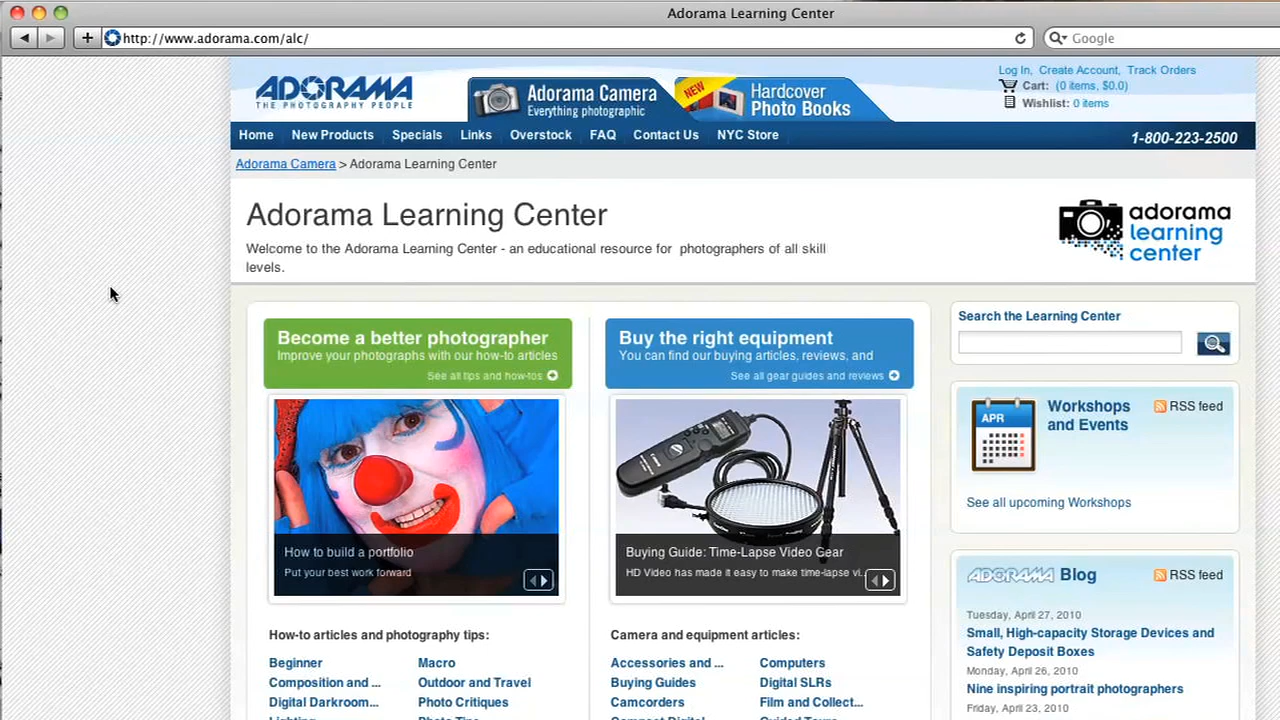 Adorama Learning Center
http://www.adorama.com/alc/
Google
ADORAMA
THE PHOTOGRAPHY PEOPLE
Adorama Camera
Everything photographic
NEW
Hardcover
Photo Books
Log In, Create Account, Track Orders
Cart: (0 items, $0.0)
Wishlist: 0 items
Home New Products Specials Links Overstock FAQ Contact Us NYC Store
1-800-223-2500
Adorama Camera > Adorama Learning Center
Adorama Learning Center
Welcome to the Adorama Learning Center - an educational resource for photographers of all skill
levels.
adorama
learning
center
Become a better photographer
Improve your photographs with our how-to articles
See all tips and how-tos
Buy the right equipment
You can find our buying articles, reviews, and
See all gear guides and reviews
How to build a portfolio
Put your best work forward
Buying Guide: Time-Lapse Video Gear
HD Video has made it easy to make time-lapse vi...
Search the Learning Center
APR
Workshops
and Events
RSS feed
See all upcoming Workshops
ADORAMA Blog
RSS feed
Tuesday, April 27, 2010
Small, High-capacity Storage Devices and
Safety Deposit Boxes
Monday, April 26, 2010
Nine inspiring portrait photographers
Friday, April 23, 2010
How-to articles and photography tips:
Beginner Macro
Composition and ... Outdoor and Travel
Digital Darkroom... Photo Critiques
Camera and equipment articles:
Accessories and ... Computers
Buying Guides Digital SLRs
Camcorders Film and Collect...